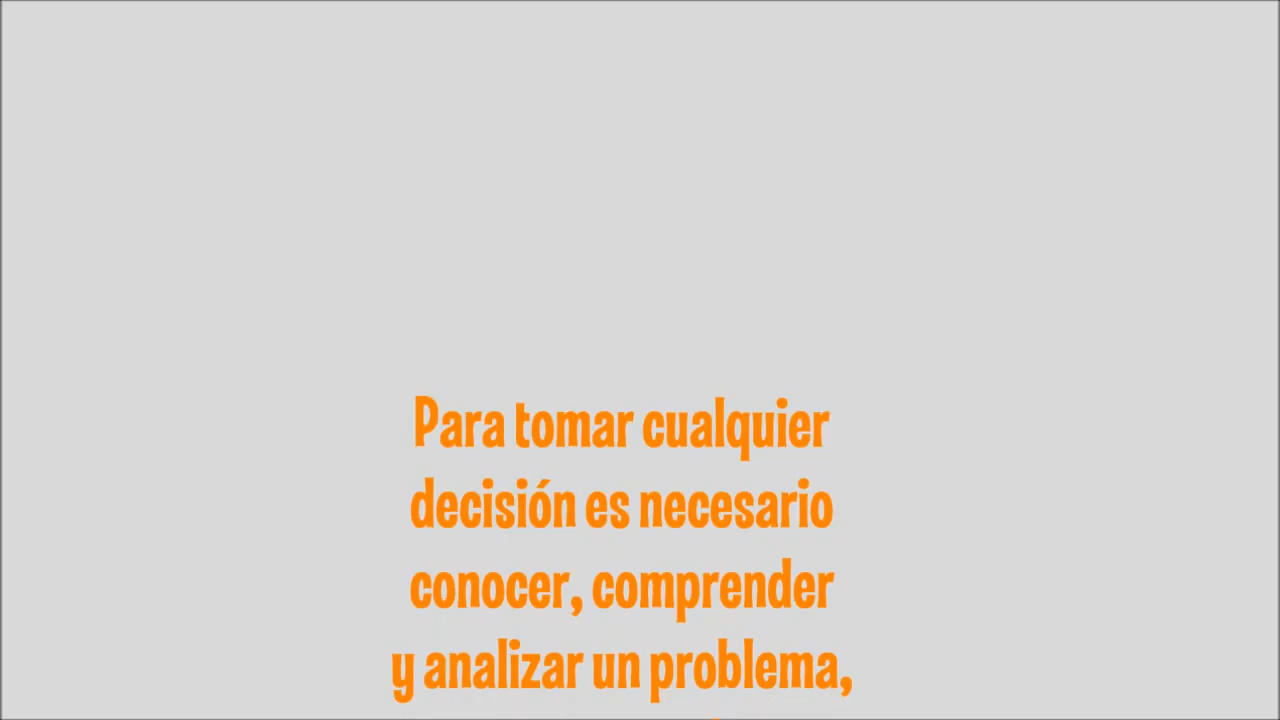 Para tomar cualquier
decisión es necesario
conocer, comprender
y analizar un problema,